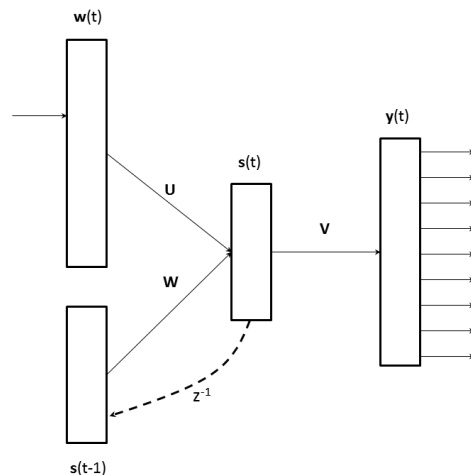 w(t)
y(t)
s(t)
U
V
W
z⁻¹
s(t-1)